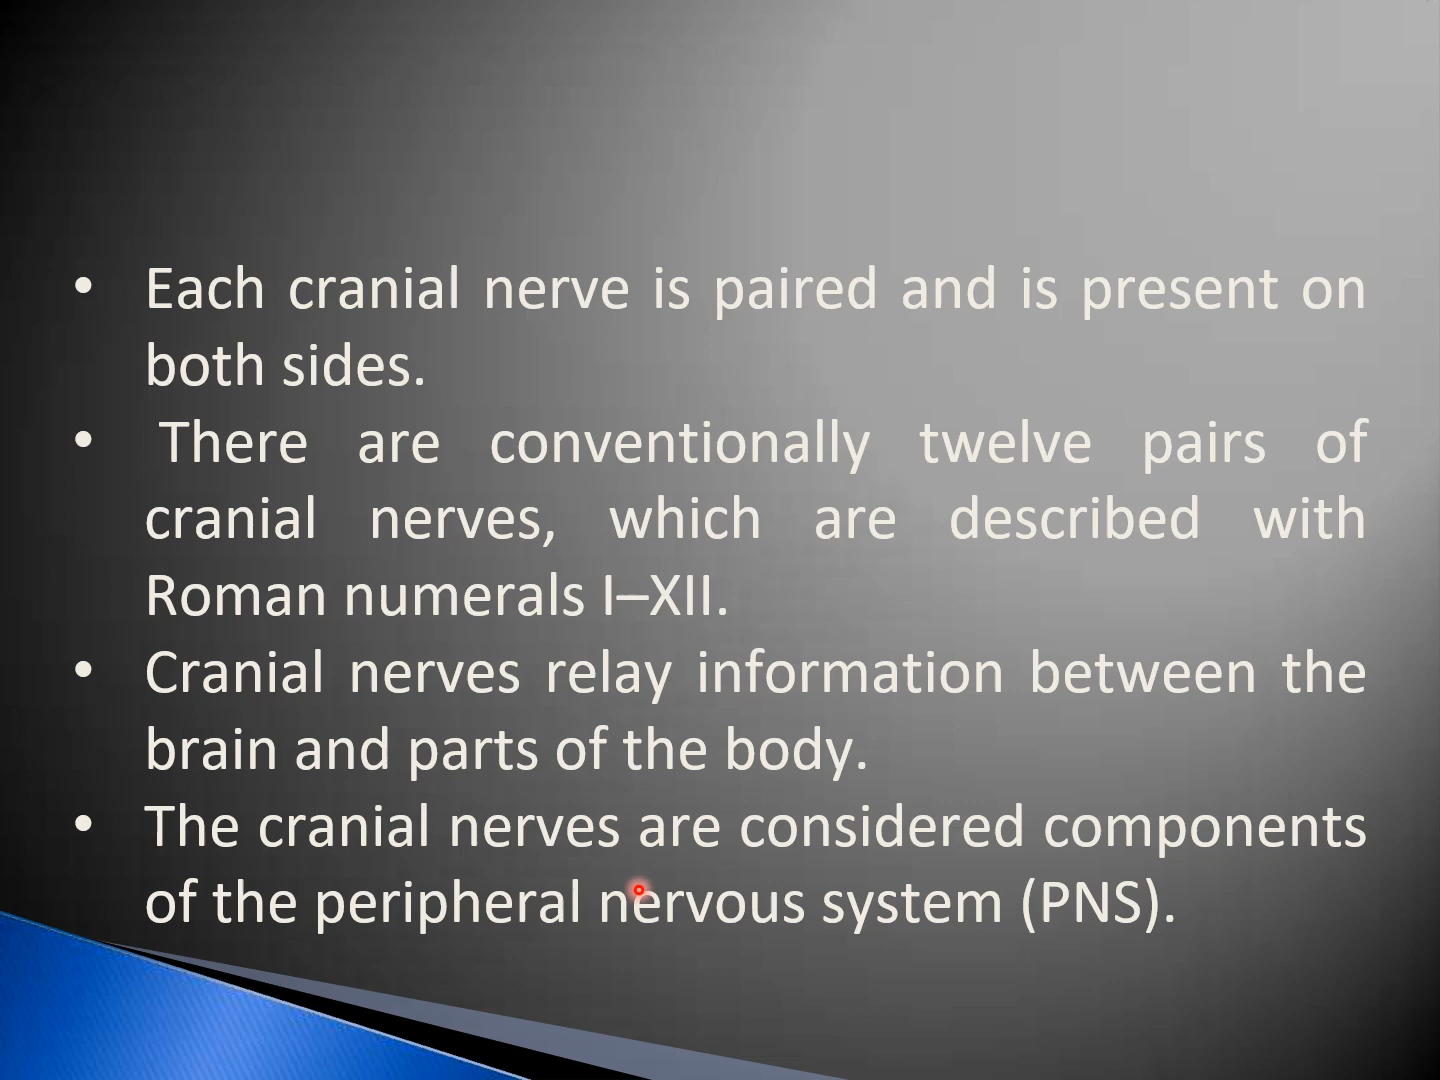 • Each cranial nerve is paired and is present on
both sides.
• There are conventionally twelve pairs of
cranial nerves, which are described with
Roman numerals I–XII.
• Cranial nerves relay information between the
brain and parts of the body.
• The cranial nerves are considered components
of the peripheral nervous system (PNS).